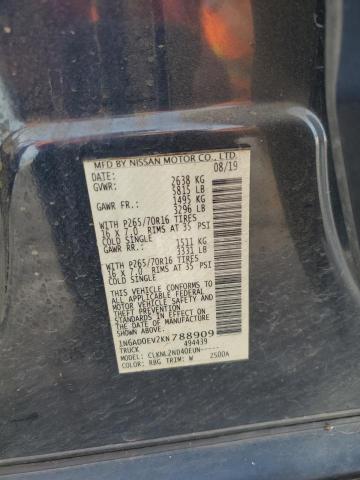 MFD BY NISSAN MOTOR CO., LTD.
DATE: 08/19
GVWR: 2638 KG
5815 LB
GAWR FR: 1495 KG
3296 LB
WITH P265/70R16 TIRES
16 X 7.0 RIMS AT 35 PSI
COLD SINGLE
GAWR RR: 1511 KG
3331 LB
WITH P265/70R16 TIRES
16 X 7.0 RIMS AT 35 PSI
COLD SINGLE
THIS VEHICLE CONFORMS TO
ALL APPLICABLE FEDERAL
MOTOR VEHICLE SAFETY
STANDARDS IN EFFECT ON
THE DATE OF MANUFACTURE
SHOWN ABOVE.
1N6AD0EV2KN788909
TRUCK 494439
MODEL: CLKNL2ND40EUN-----
COLOR: RBG TRIM: W 2500A